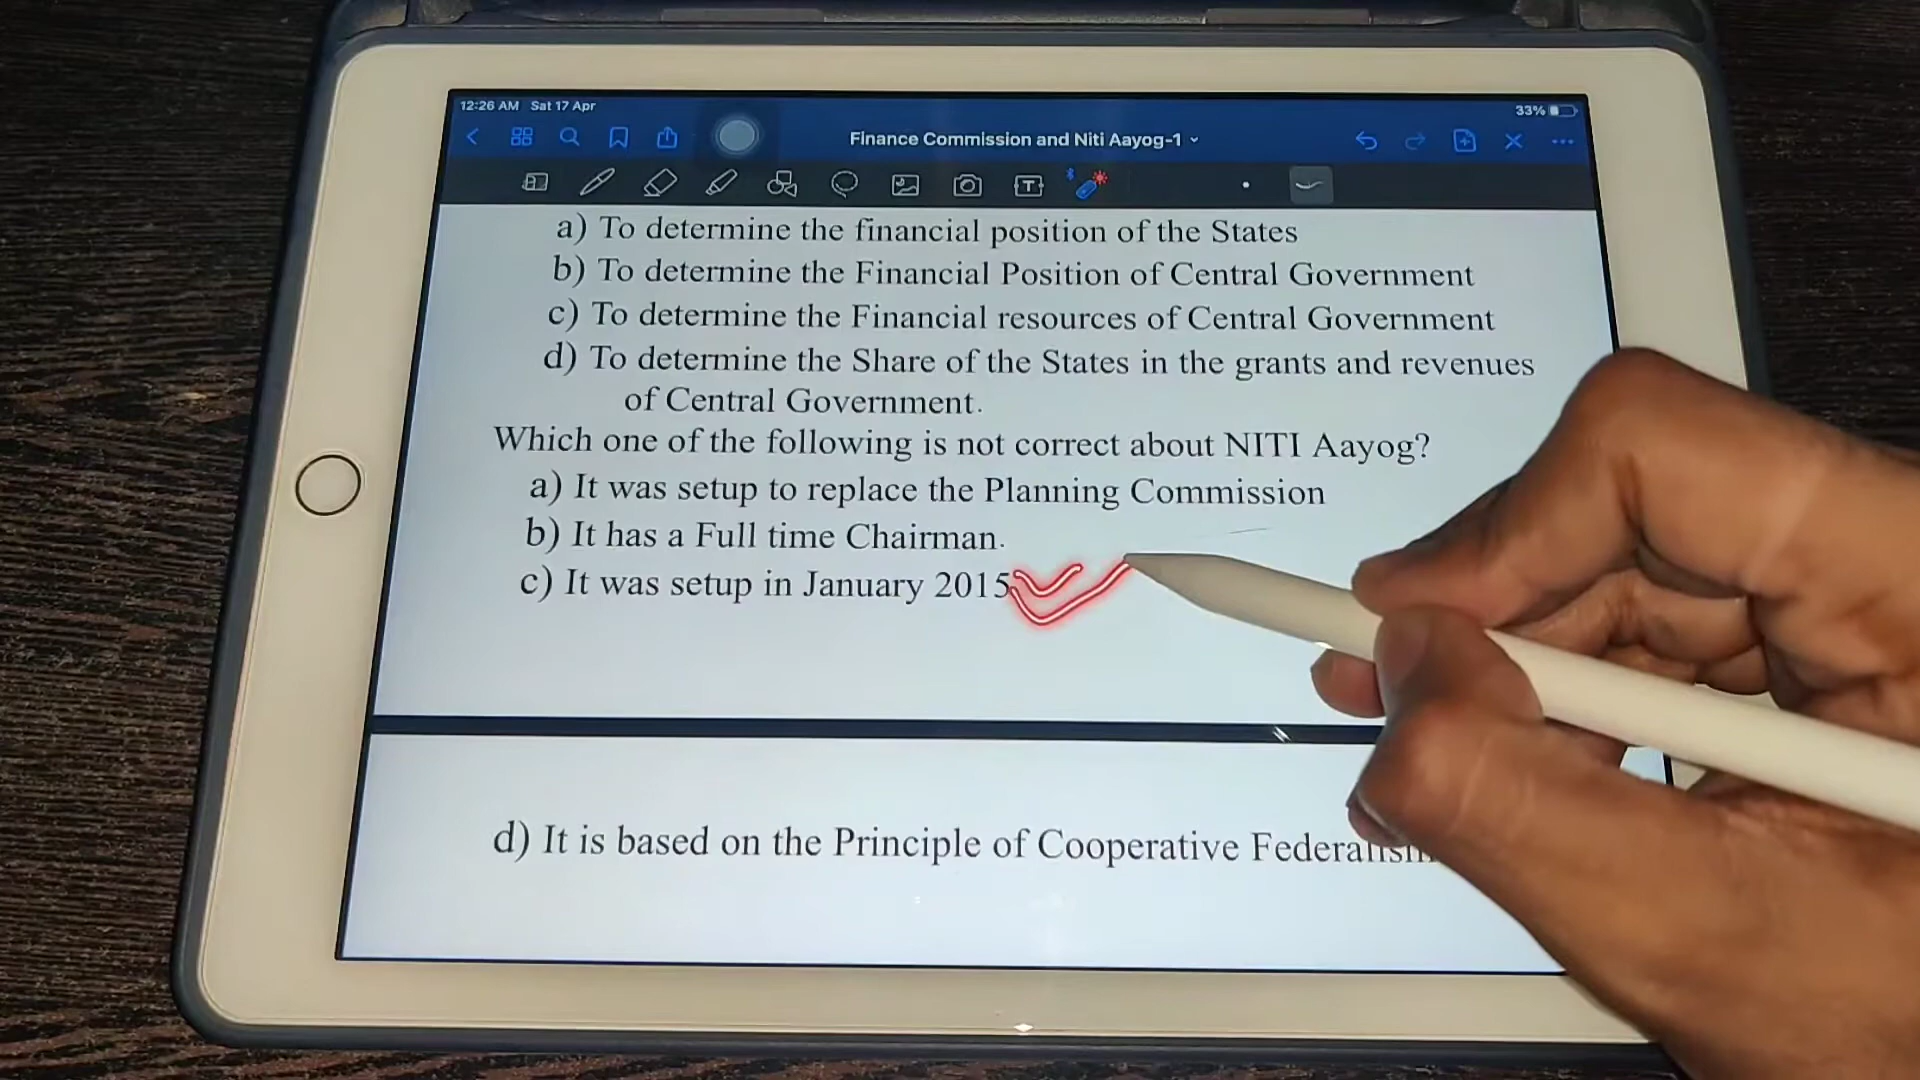 12:26 AM Sat 17 Apr
33%
Finance Commission and Niti Aayog-1
a) To determine the financial position of the States
b) To determine the Financial Position of Central Government
c) To determine the Financial resources of Central Government
d) To determine the Share of the States in the grants and revenues
of Central Government.
Which one of the following is not correct about NITI Aayog?
a) It was setup to replace the Planning Commission
b) It has a Full time Chairman.
c) It was setup in January 2015
d) It is based on the Principle of Cooperative